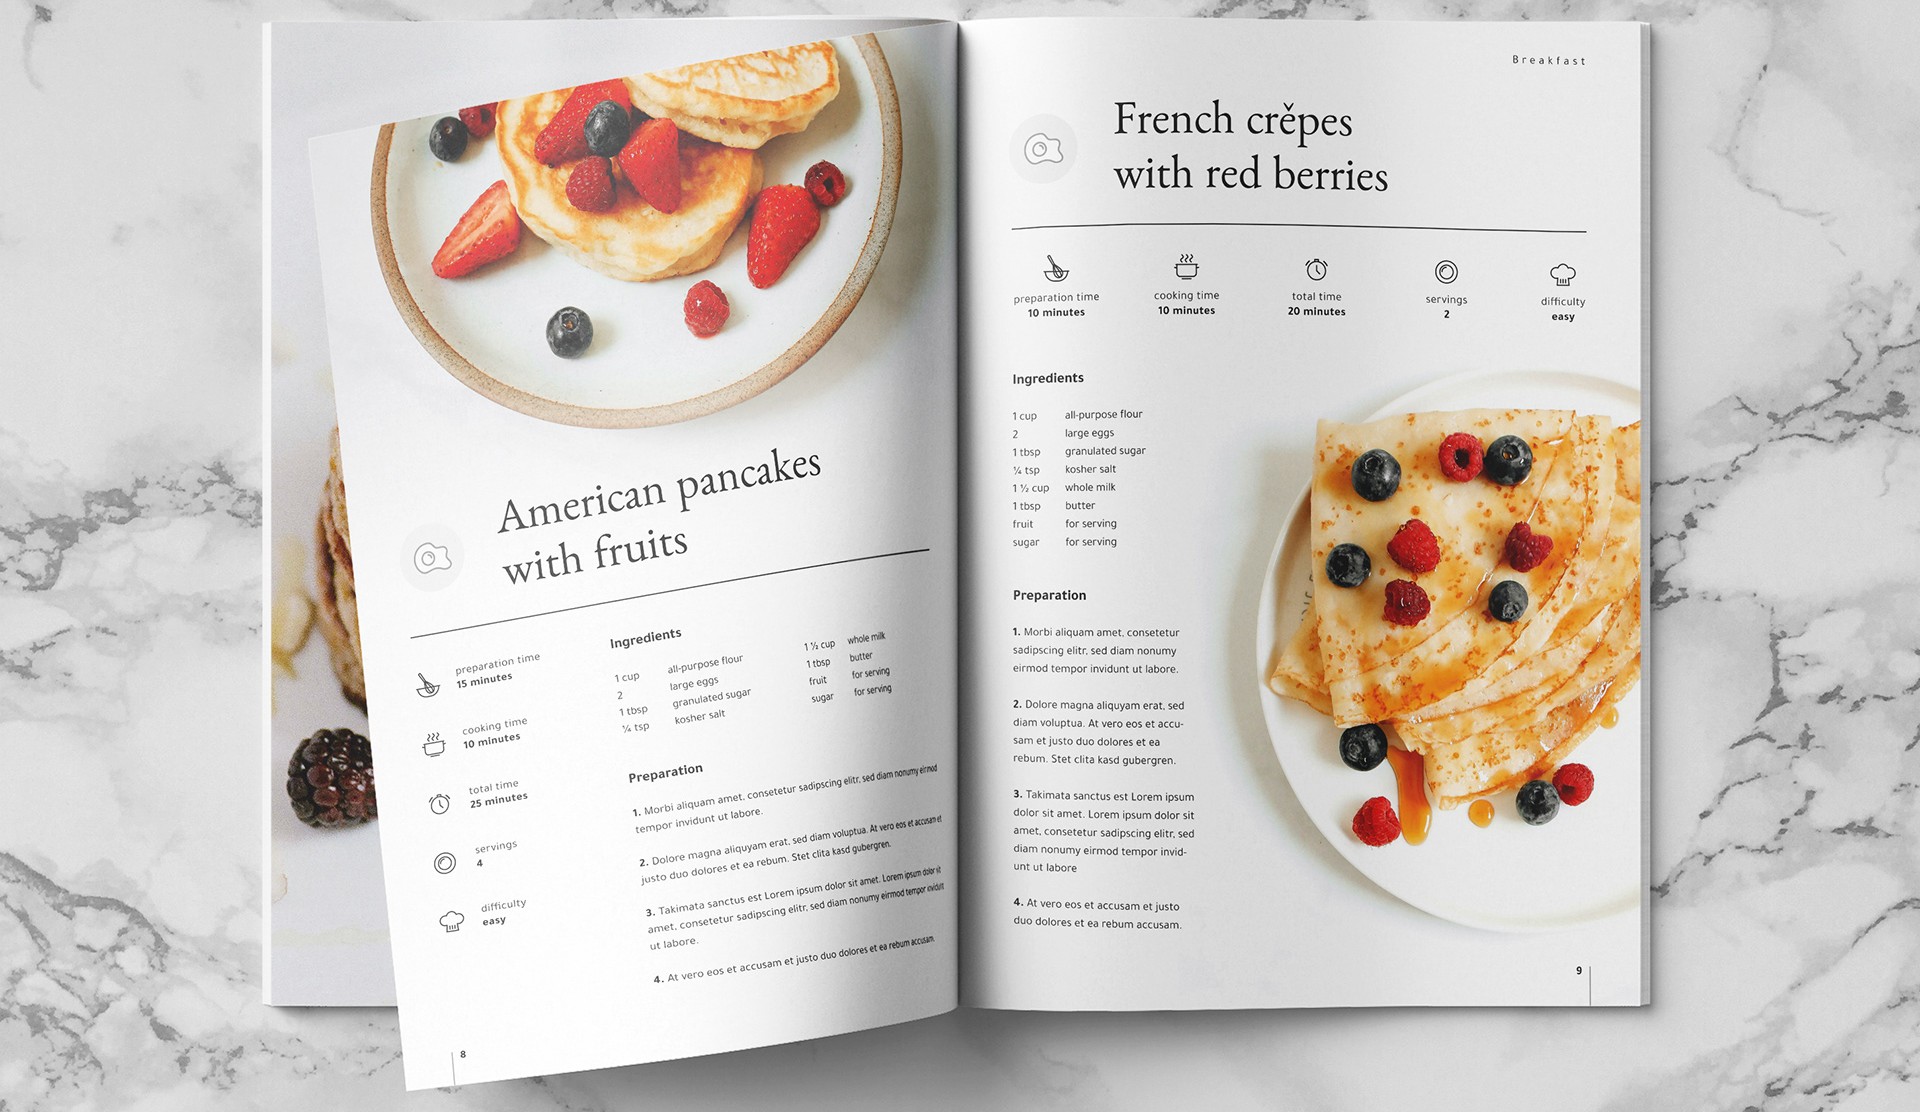 American pancakes
with fruits
preparation time
15 minutes
cooking time
10 minutes
total time
25 minutes
servings
4
difficulty
easy
Ingredients
1 cup all-purpose flour
2 large eggs
1 tbsp granulated sugar
¼ tsp kosher salt
1 ½ cup whole milk
1 tbsp butter
fruit for serving
sugar for serving
Preparation
1. Morbi aliquam amet. consetetur sadipscing elitr, sed diam nonumy eirmod
tempor invidunt ut labore.
2. Dolore magna aliquyam erat, sed diam voluptua. At vero eos et accusam et
justo duo dolores et ea rebum. Stet clita kasd gubergren.
3. Takimata sanctus est Lorem ipsum dolor sit amet. Lorem ipsum dolor sit
amet, consetetur sadipscing elitr, sed diam nonumy eirmod tempor invidunt
ut labore.
4. At vero eos et accusam et justo duo dolores et ea rebum accusam.
8
Breakfast
French crěpes
with red berries
preparation time
10 minutes
cooking time
10 minutes
total time
20 minutes
servings
2
difficulty
easy
Ingredients
1 cup all-purpose flour
2 large eggs
1 tbsp granulated sugar
¼ tsp kosher salt
1 ½ cup whole milk
1 tbsp butter
fruit for serving
sugar for serving
Preparation
1. Morbi aliquam amet. consetetur
sadipscing elitr. sed diam nonumy
eirmod tempor invidunt ut labore.
2. Dolore magna aliquyam erat, sed
diam voluptua. At vero eos et accu-
sam et justo duo dolores et ea
rebum. Stet clita kasd gubergren.
3. Takimata sanctus est Lorem ipsum
dolor sit amet. Lorem ipsum dolor sit
amet, consetetur sadipscing elitr, sed
diam nonumy eirmod tempor invid-
unt ut labore
4. At vero eos et accusam et justo
duo dolores et ea rebum accusam.
9